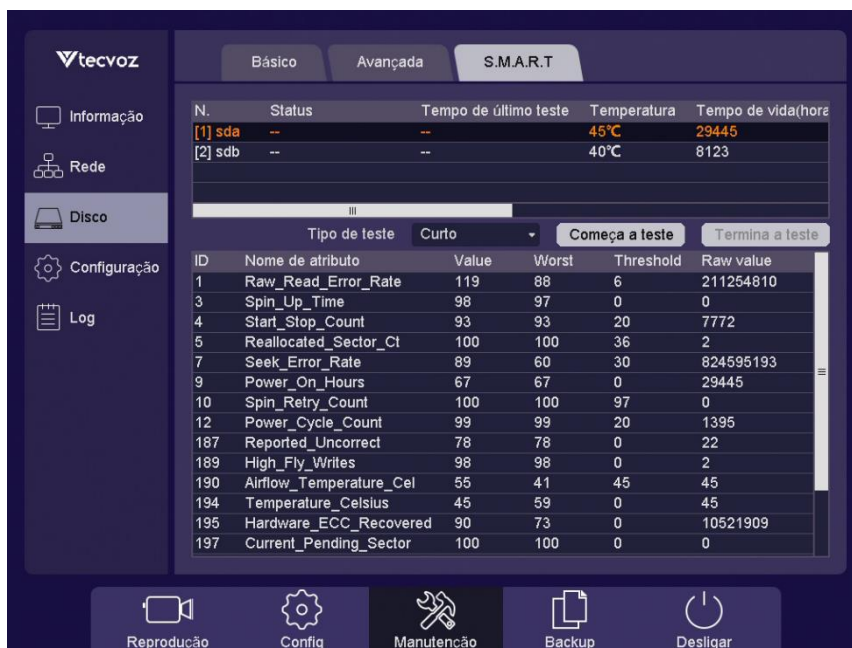 tecvoz
Básico Avançada S.M.A.R.T
Informação
Rede
Disco
Configuração
Log
N. Status Tempo de último teste Temperatura Tempo de vida(hora
[1] sda -- -- 45℃ 29445
[2] sdb -- -- 40℃ 8123
Tipo de teste Curto Começa a teste Termina a teste
ID Nome de atributo Value Worst Threshold Raw value
1 Raw_Read_Error_Rate 119 88 6 211254810
3 Spin_Up_Time 98 97 0 0
4 Start_Stop_Count 93 93 20 7772
5 Reallocated_Sector_Ct 100 100 36 2
7 Seek_Error_Rate 89 60 30 824595193
9 Power_On_Hours 67 67 0 29445
10 Spin_Retry_Count 100 100 97 0
12 Power_Cycle_Count 99 99 20 1395
187 Reported_Uncorrect 78 78 0 22
189 High_Fly_Writes 98 98 0 2
190 Airflow_Temperature_Cel 55 41 45 45
194 Temperature_Celsius 45 59 0 45
195 Hardware_ECC_Recovered 90 73 0 10521909
197 Current_Pending_Sector 100 100 0 0
Reprodução Config Manutenção Backup Desligar